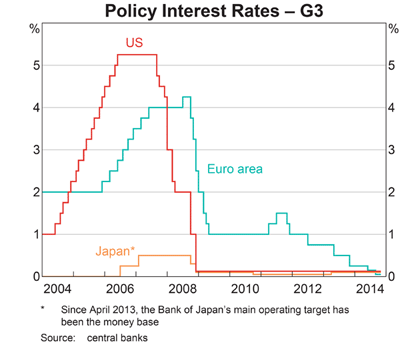 Policy Interest Rates – G3
% %
US
5 5
4 4
3 3
Euro area
2 2
1 1
Japan*
0 0
2004 2006 2008 2010 2012 2014
* Since April 2013, the Bank of Japan's main operating target has
been the money base
Source: central banks